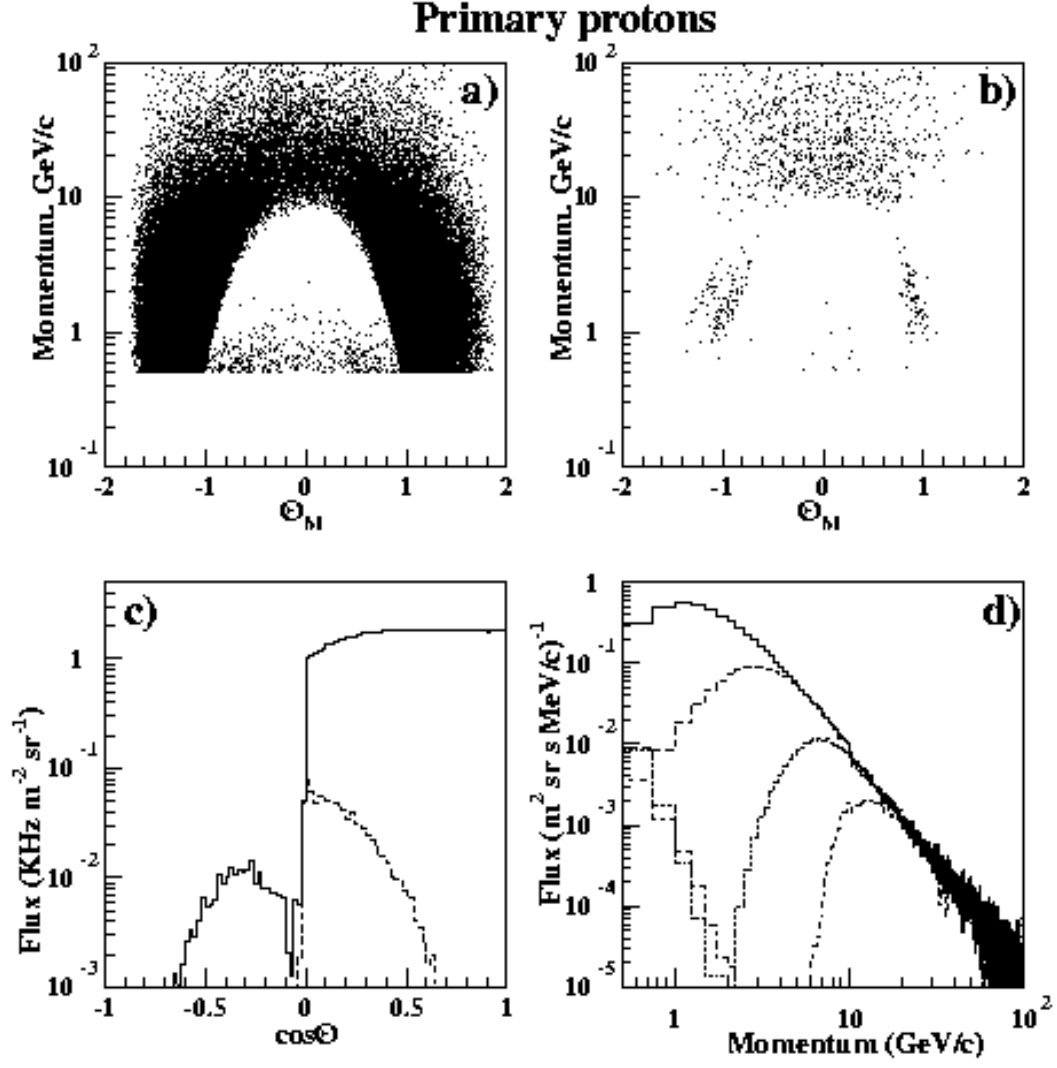 Primary protons
a)
Momentum GeV/c
10 2
10
1
10 -1
-2 -1 0 1 2
Θ M
b)
Momentum GeV/c
10 2
10
1
10 -1
-2 -1 0 1 2
Θ M
c)
Flux (KHz m-2 sr-1)
1
10 -1
10 -2
10 -3
-1 -0.5 0 0.5 1
cosΘ
d)
Flux (m2 sr s MeV/c)-1
1
10 -1
10 -2
10 -3
10 -4
10 -5
1 10 10 2
Momentum (GeV/c)